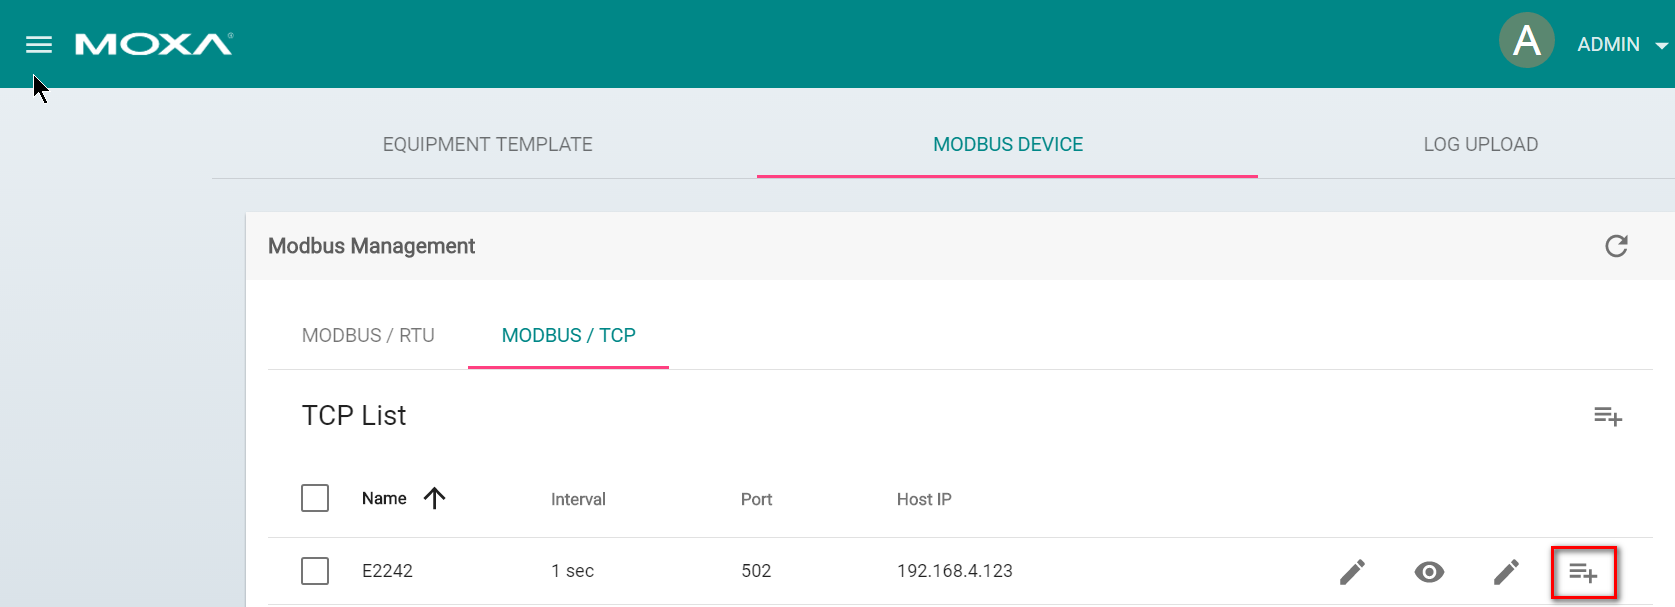 MOXA®
A ADMIN
EQUIPMENT TEMPLATE MODBUS DEVICE LOG UPLOAD
Modbus Management
MODBUS / RTU MODBUS / TCP
TCP List
Name Interval Port Host IP
E2242 1 sec 502 192.168.4.123